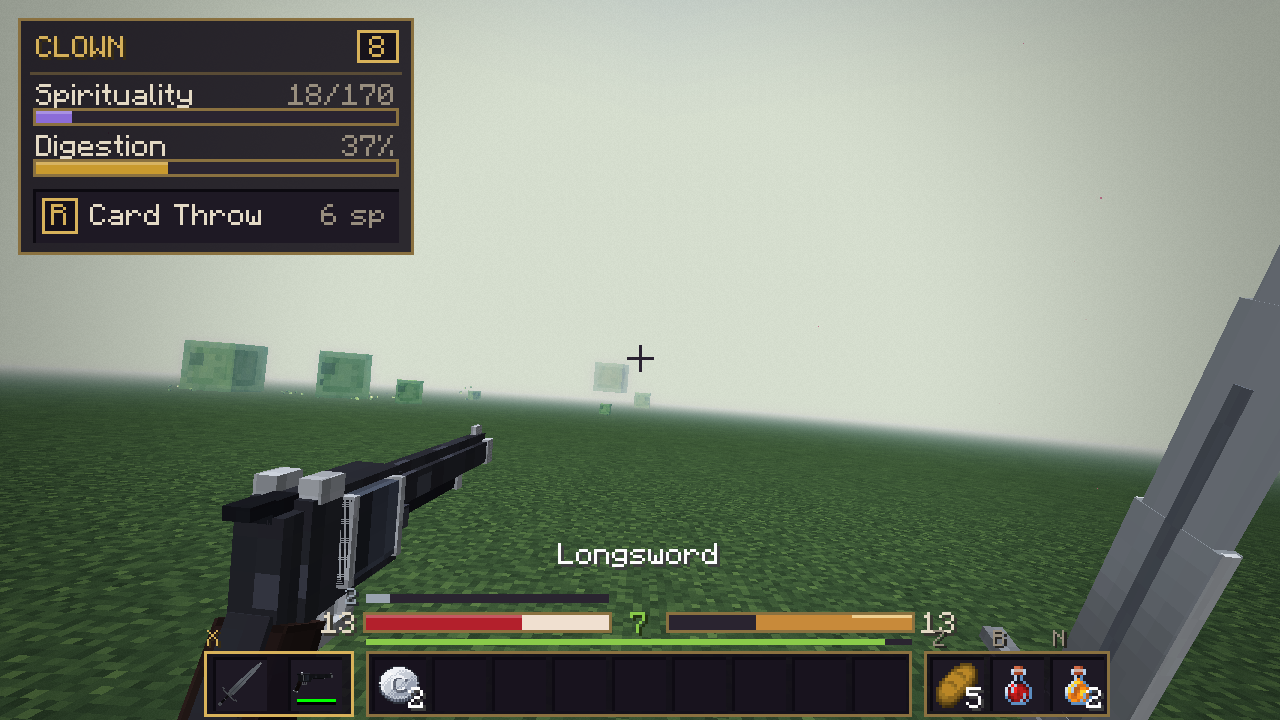 CLOWN 8
Spirituality 18/170
Digestion 37%
R Card Throw 6 sp
Longsword
2
13 7 13
X Z B N
C 2 5 2